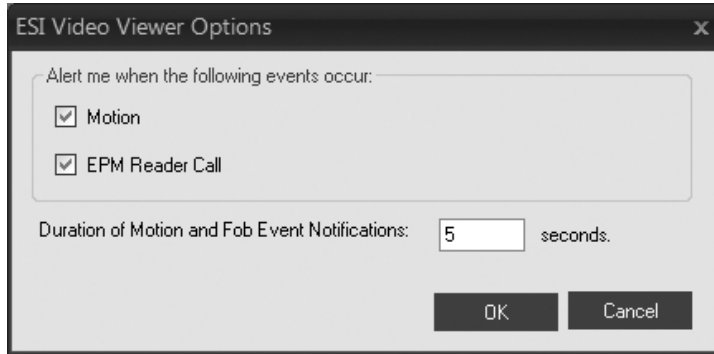 ESI Video Viewer Options x
Alert me when the following events occur:
Motion
EPM Reader Call
Duration of Motion and Fob Event Notifications: 5 seconds.
OK Cancel